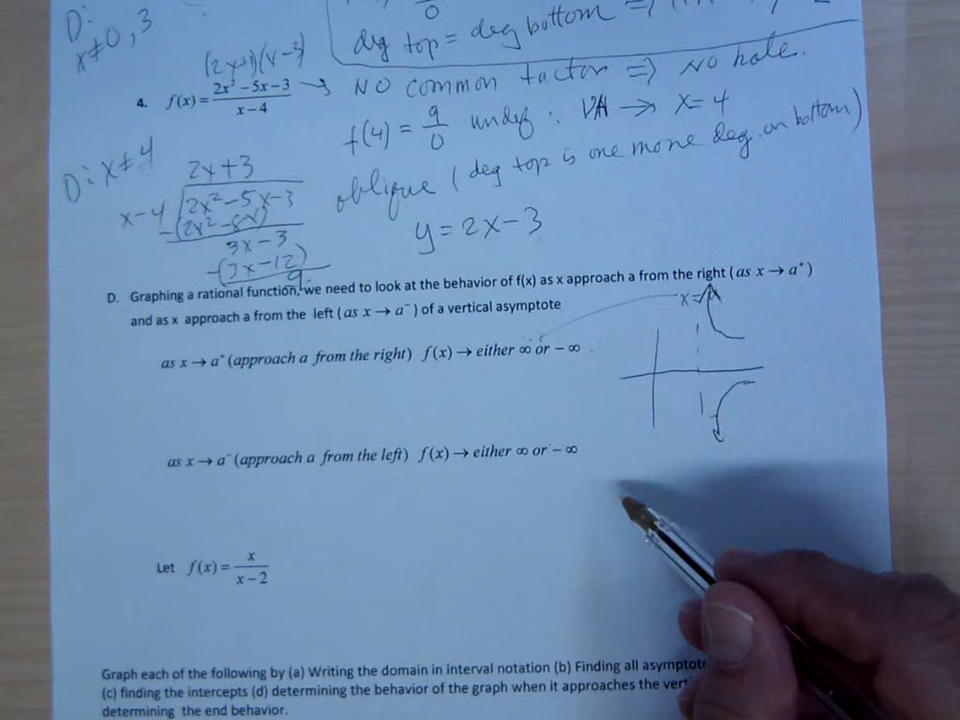 D:
x≠0, 3
0
deg top = deg bottom ⇒
(2x+1)(x-3)
4. f(x) = 2x² - 5x - 3 / x - 4 → No common factor ⇒ No hole.
f(4) = 9/0 undef ∴ VA → x = 4
D: x≠4
oblique (deg top is one more deg. on bottom)
y = 2x - 3
2x + 3
x-4 2x² - 5x - 3
-(2x² - 8x)
3x - 3
-(3x - 12)
9
D. Graphing a rational function, we need to look at the behavior of f(x) as x approach a from the right ( as x → a⁺ )
and as x approach a from the left ( as x → a⁻ ) of a vertical asymptote
x=a
as x → a⁺ (approach a from the right) f(x) → either ∞ or - ∞
as x → a⁻ (approach a from the left) f(x) → either ∞ or - ∞
Let f(x) = x / x - 2
Graph each of the following by (a) Writing the domain in interval notation (b) Finding all asymptot
(c) finding the intercepts (d) determining the behavior of the graph when it approaches the vert
determining the end behavior.